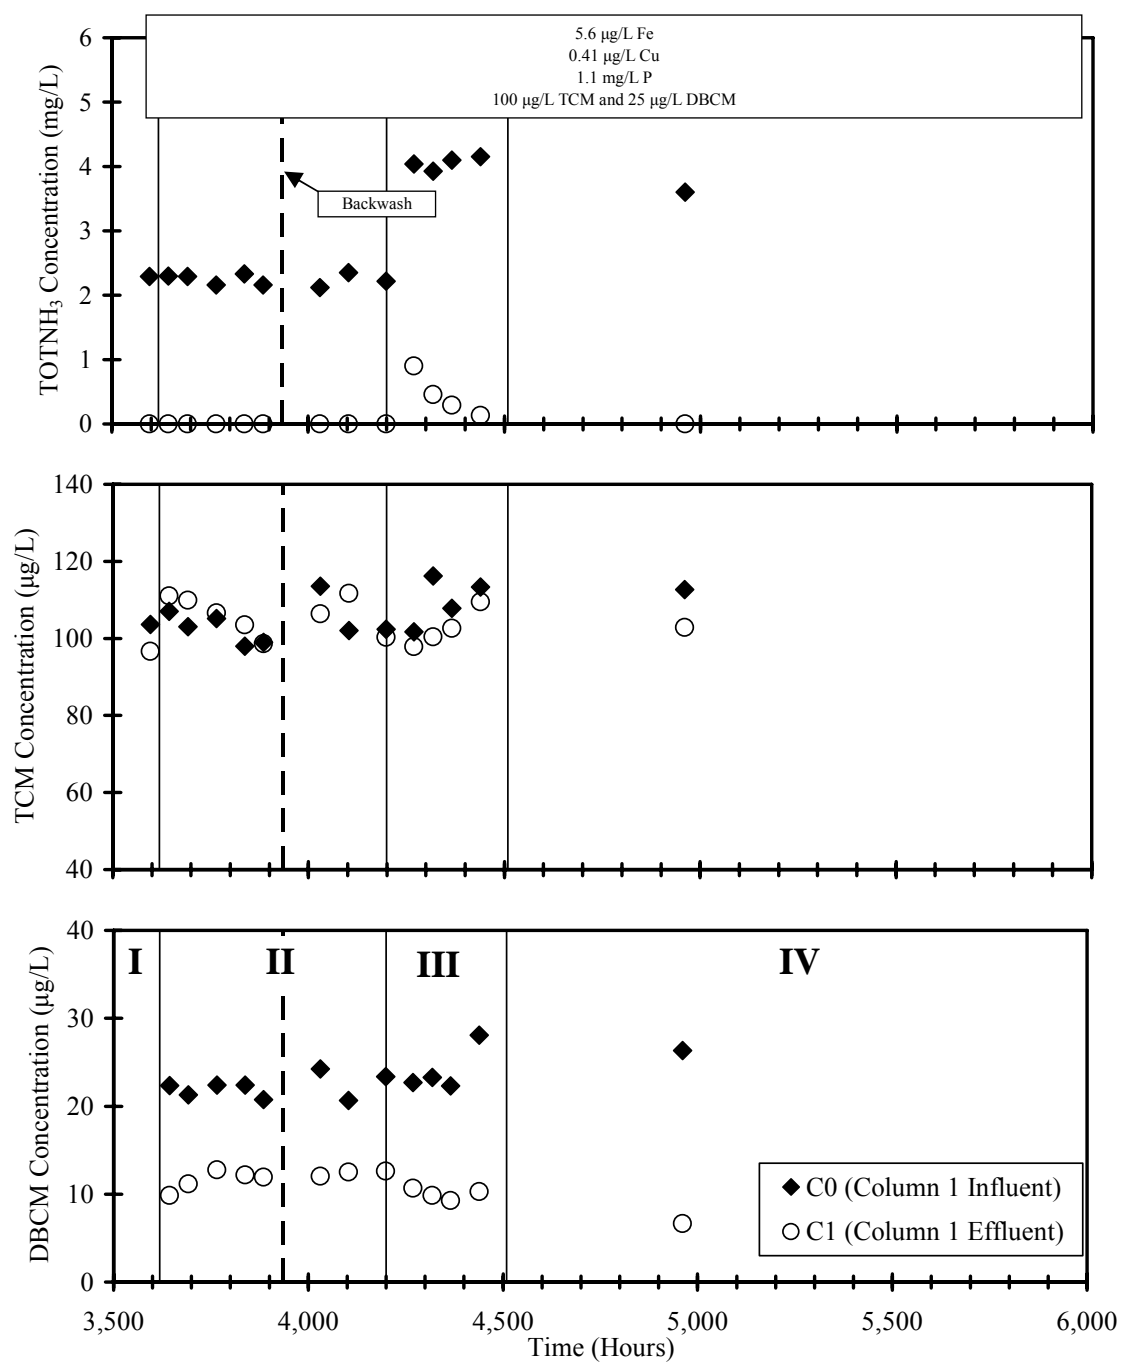 5.6 µg/L Fe
0.41 µg/L Cu
1.1 mg/L P
100 µg/L TCM and 25 µg/L DBCM
TOTNH₃ Concentration (mg/L)
6
5
4
3
2
1
0
Backwash
TCM Concentration (µg/L)
140
120
100
80
60
40
DBCM Concentration (µg/L)
40
30
20
10
0
I II III IV
C0 (Column 1 Influent)
C1 (Column 1 Effluent)
3,500 4,000 4,500 5,000 5,500 6,000
Time (Hours)